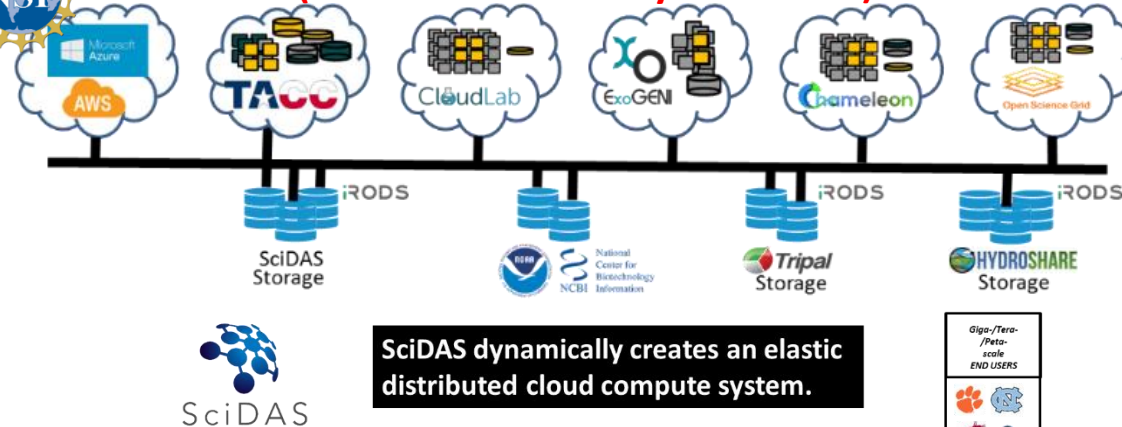 NSF
Microsoft
Azure
AWS
TACC
CloudLab
ExoGENI
Chameleon
Open Science Grid
iRODS
iRODS
iRODS
SciDAS
Storage
NOAA
NCBI
National
Center for
Biotechnology
Information
Tripal
Storage
HYDROSHARE
Storage
SciDAS
SciDAS dynamically creates an elastic
distributed cloud compute system.
Giga-/Tera-
/Peta-
scale
END USERS